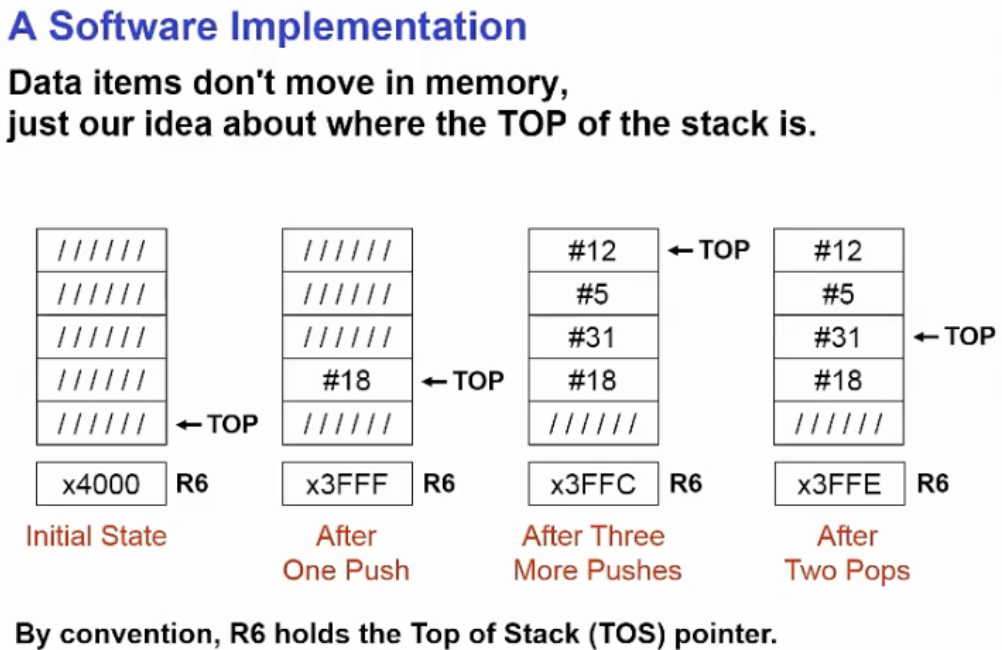 A Software Implementation
Data items don't move in memory,
just our idea about where the TOP of the stack is.
////// ////// #12 ←TOP #12
////// ////// #5 #5
////// ////// #31 #31 ←TOP
////// #18 ←TOP #18 #18
////// ←TOP ////// ////// //////
x4000 R6 x3FFF R6 x3FFC R6 x3FFE R6
Initial State After After Three After
One Push More Pushes Two Pops
By convention, R6 holds the Top of Stack (TOS) pointer.